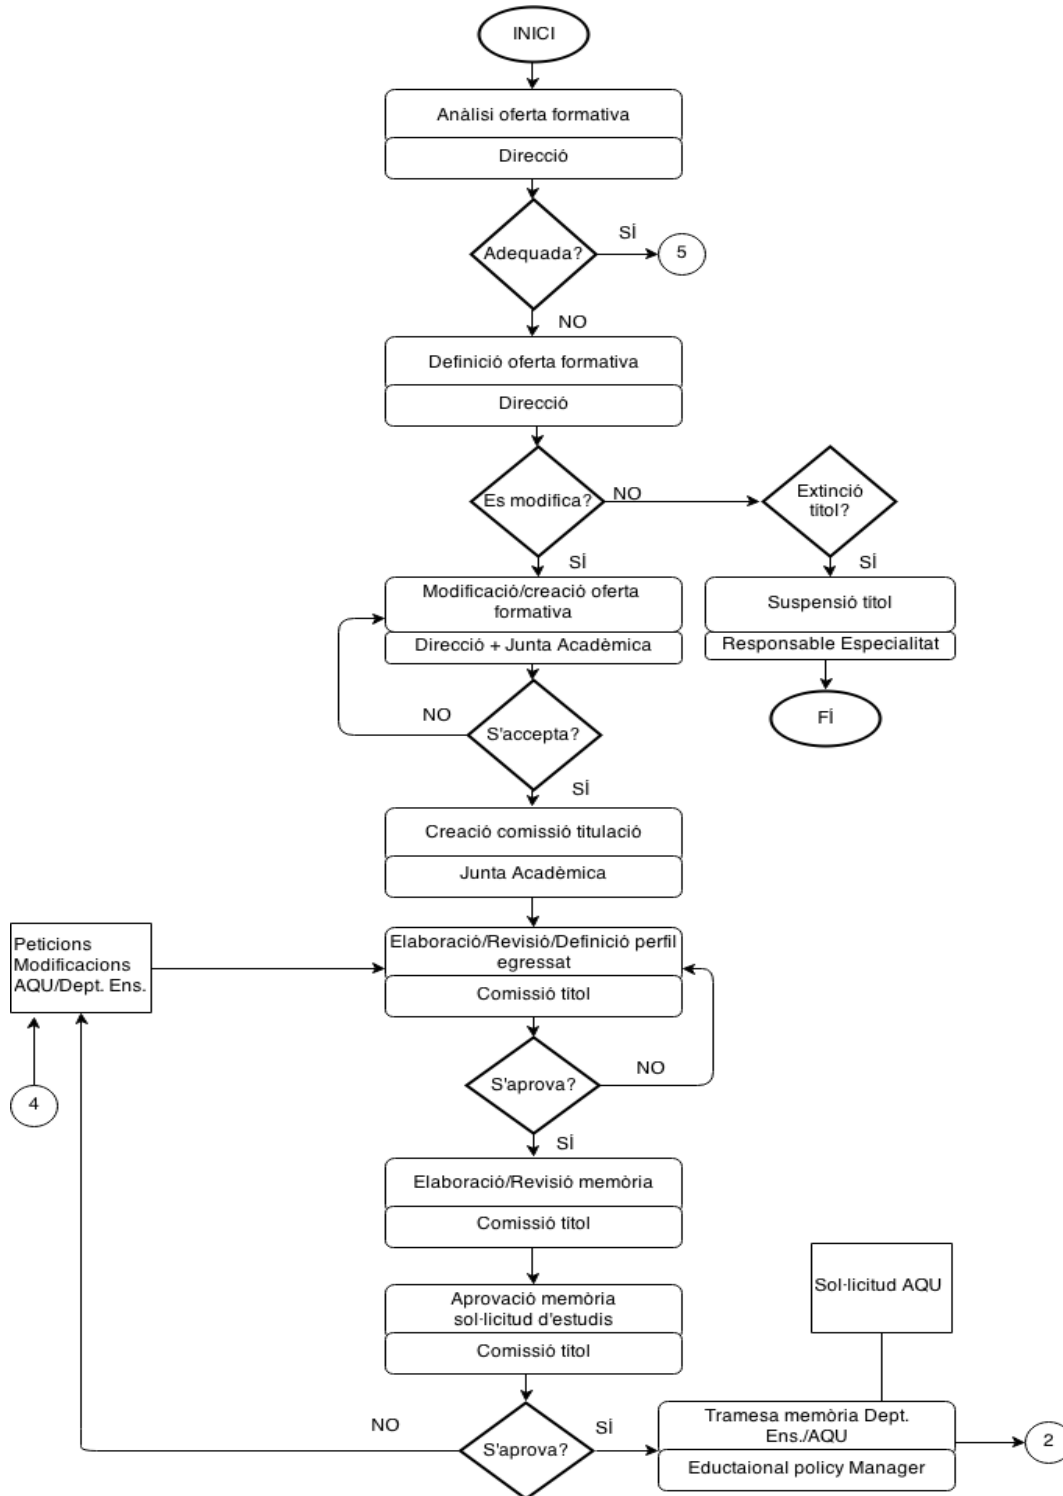 INICI
Anàlisi oferta formativa
Direcció
Adequada?
SÍ
5
NO
Definició oferta formativa
Direcció
Es modifica?
NO
Extinció
títol?
SÍ
SÍ
Modificació/creació oferta
formativa
Direcció + Junta Acadèmica
Suspensió títol
Responsable Especialitat
NO
S'accepta?
FÍ
SÍ
Creació comissió titulació
Junta Acadèmica
Peticions
Modificacions
AQU/Dept. Ens.
Elaboració/Revisió/Definició perfil
egressat
Comissió títol
4
S'aprova?
NO
SÍ
Elaboració/Revisió memòria
Comissió títol
Sol·licitud AQU
Aprovació memòria
sol·licitud d'estudis
Comissió títol
NO
S'aprova?
SÍ
Tramesa memòria Dept.
Ens./AQU
Eductaional policy Manager
2